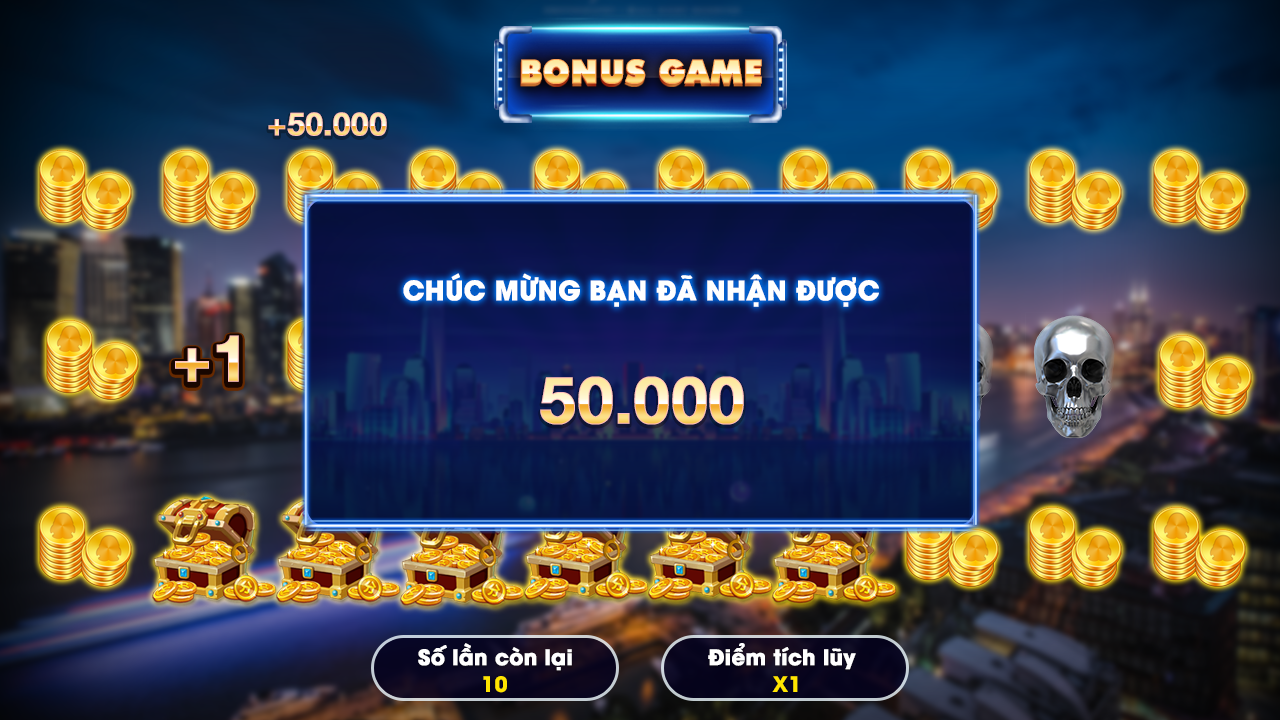 BONUS GAME
+50.000
CHÚC MỪNG BẠN ĐÃ NHẬN ĐƯỢC
+1
50.000
Số lần còn lại
10
Điểm tích lũy
X1